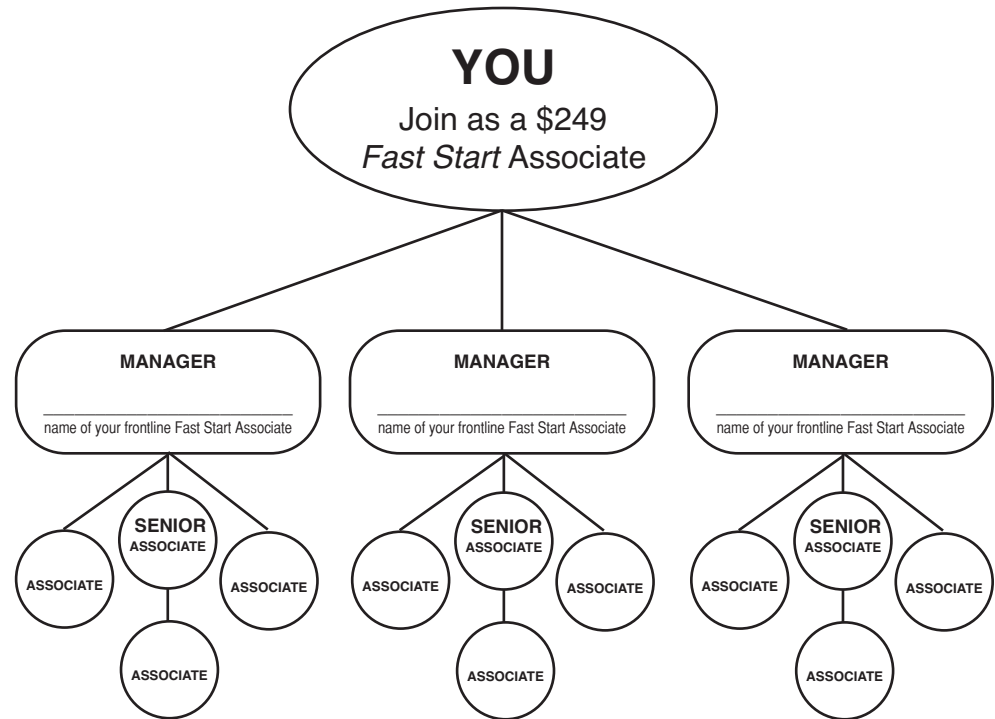 YOU
Join as a $249
Fast Start Associate
MANAGER
name of your frontline Fast Start Associate
MANAGER
name of your frontline Fast Start Associate
MANAGER
name of your frontline Fast Start Associate
ASSOCIATE
SENIOR
ASSOCIATE
ASSOCIATE
ASSOCIATE
ASSOCIATE
SENIOR
ASSOCIATE
ASSOCIATE
ASSOCIATE
ASSOCIATE
SENIOR
ASSOCIATE
ASSOCIATE
ASSOCIATE